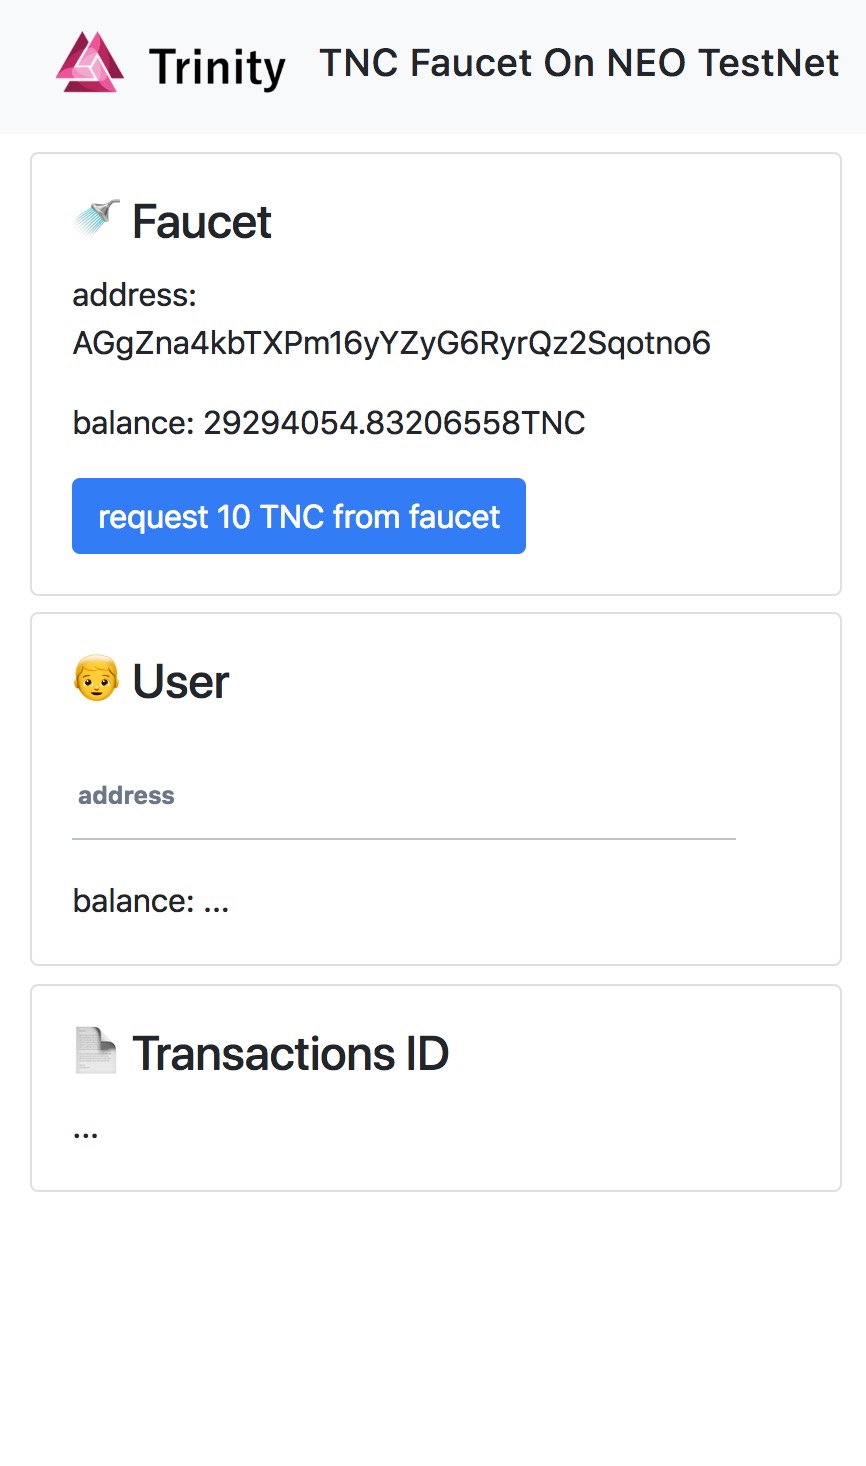 Trinity TNC Faucet On NEO TestNet
Faucet
address:
AGgZna4kbTXPm16yYZyG6RyrQz2Sqotno6
balance: 29294054.83206558TNC
request 10 TNC from faucet
User
address
balance: ...
Transactions ID
...